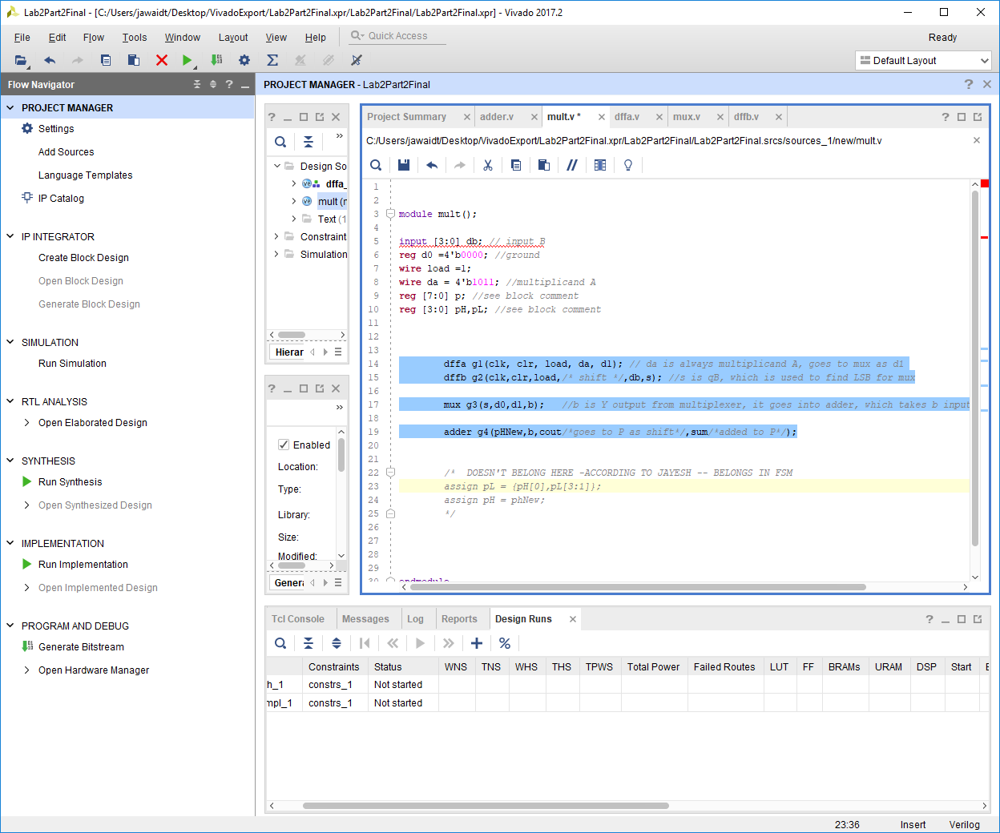 Lab2Part2Final - [C:/Users/jawaidt/Desktop/VivadoExport/Lab2Part2Final.xpr/Lab2Part2Final/Lab2Part2Final.xpr] - Vivado 2017.2
File Edit Flow Tools Window Layout View Help Quick Access Ready
Default Layout
Flow Navigator
PROJECT MANAGER - Lab2Part2Final
PROJECT MANAGER
Settings
Add Sources
Language Templates
IP Catalog
IP INTEGRATOR
Create Block Design
Open Block Design
Generate Block Design
SIMULATION
Run Simulation
RTL ANALYSIS
Open Elaborated Design
SYNTHESIS
Run Synthesis
Open Synthesized Design
IMPLEMENTATION
Run Implementation
Open Implemented Design
PROGRAM AND DEBUG
Generate Bitstream
Open Hardware Manager
Design So
dffa_
mult (r
Text (1
Constraint
Simulation
Hierar
Enabled
Location:
Type:
Library:
Size:
Modified:
Genera
Project Summary adder.v mult.v * dffa.v mux.v dffb.v
C:/Users/jawaidt/Desktop/VivadoExport/Lab2Part2Final.xpr/Lab2Part2Final/Lab2Part2Final.srcs/sources_1/new/mult.v
1
2
3 module mult();
4
5 input [3:0] db; // input B
6 reg d0 =4'b0000; //ground
7 wire load =1;
8 wire da = 4'b1011; //multiplicand A
9 reg [7:0] p; //see block comment
10 reg [3:0] pH,pL; //see block comment
11
12
13
14 dffa g1(clk, clr, load, da, d1); // da is always multiplicand A, goes to mux as d1
15 dffb g2(clk,clr,load,/* shift */,db,s); //s is qB, which is used to find LSB for mux
16
17 mux g3(s,d0,d1,b); //b is Y output from multiplexer, it goes into adder, which takes b input
18
19 adder g4(pHNew,b,cout/*goes to P as shift*/,sum/*added to P*/);
20
21
22 /* DOESN'T BELONG HERE -ACCORDING TO JAYESH -- BELONGS IN FSM
23 assign pL = {pH[0],pL[3:1]};
24 assign pH = phNew;
25 */
26
27
28
29
30 endmodule
Tcl Console Messages Log Reports Design Runs
Constraints Status WNS TNS WHS THS TPWS Total Power Failed Routes LUT FF BRAMs URAM DSP Start
h_1 constrs_1 Not started
mpl_1 constrs_1 Not started
23:36 Insert Verilog